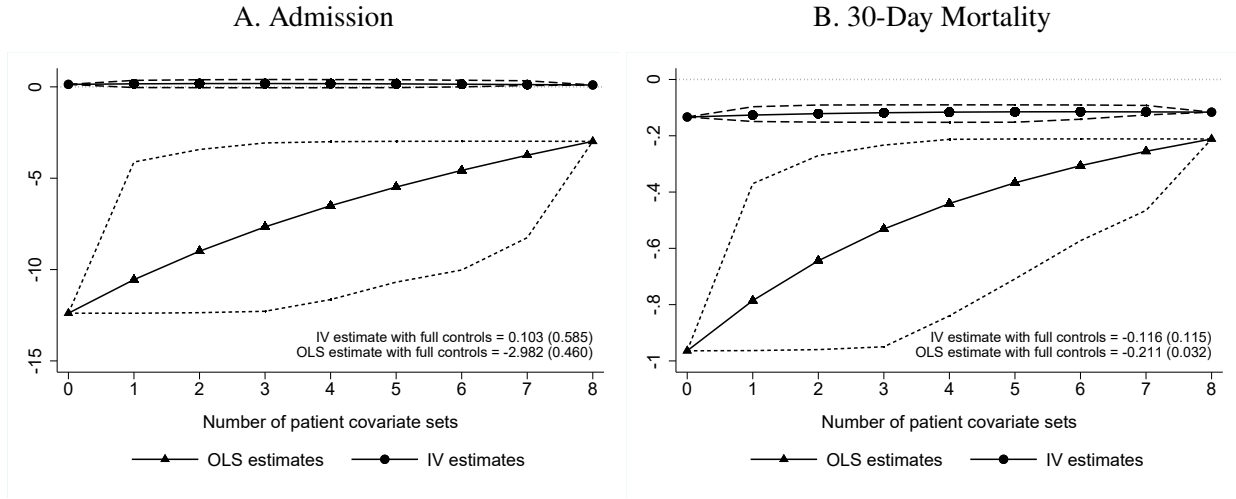 A. Admission
0
-5
-10
-15
IV estimate with full controls = 0.103 (0.585)
OLS estimate with full controls = -2.982 (0.460)
0 1 2 3 4 5 6 7 8
Number of patient covariate sets
OLS estimates IV estimates
B. 30-Day Mortality
0
-.2
-.4
-.6
-.8
-1
IV estimate with full controls = -0.116 (0.115)
OLS estimate with full controls = -0.211 (0.032)
0 1 2 3 4 5 6 7 8
Number of patient covariate sets
OLS estimates IV estimates